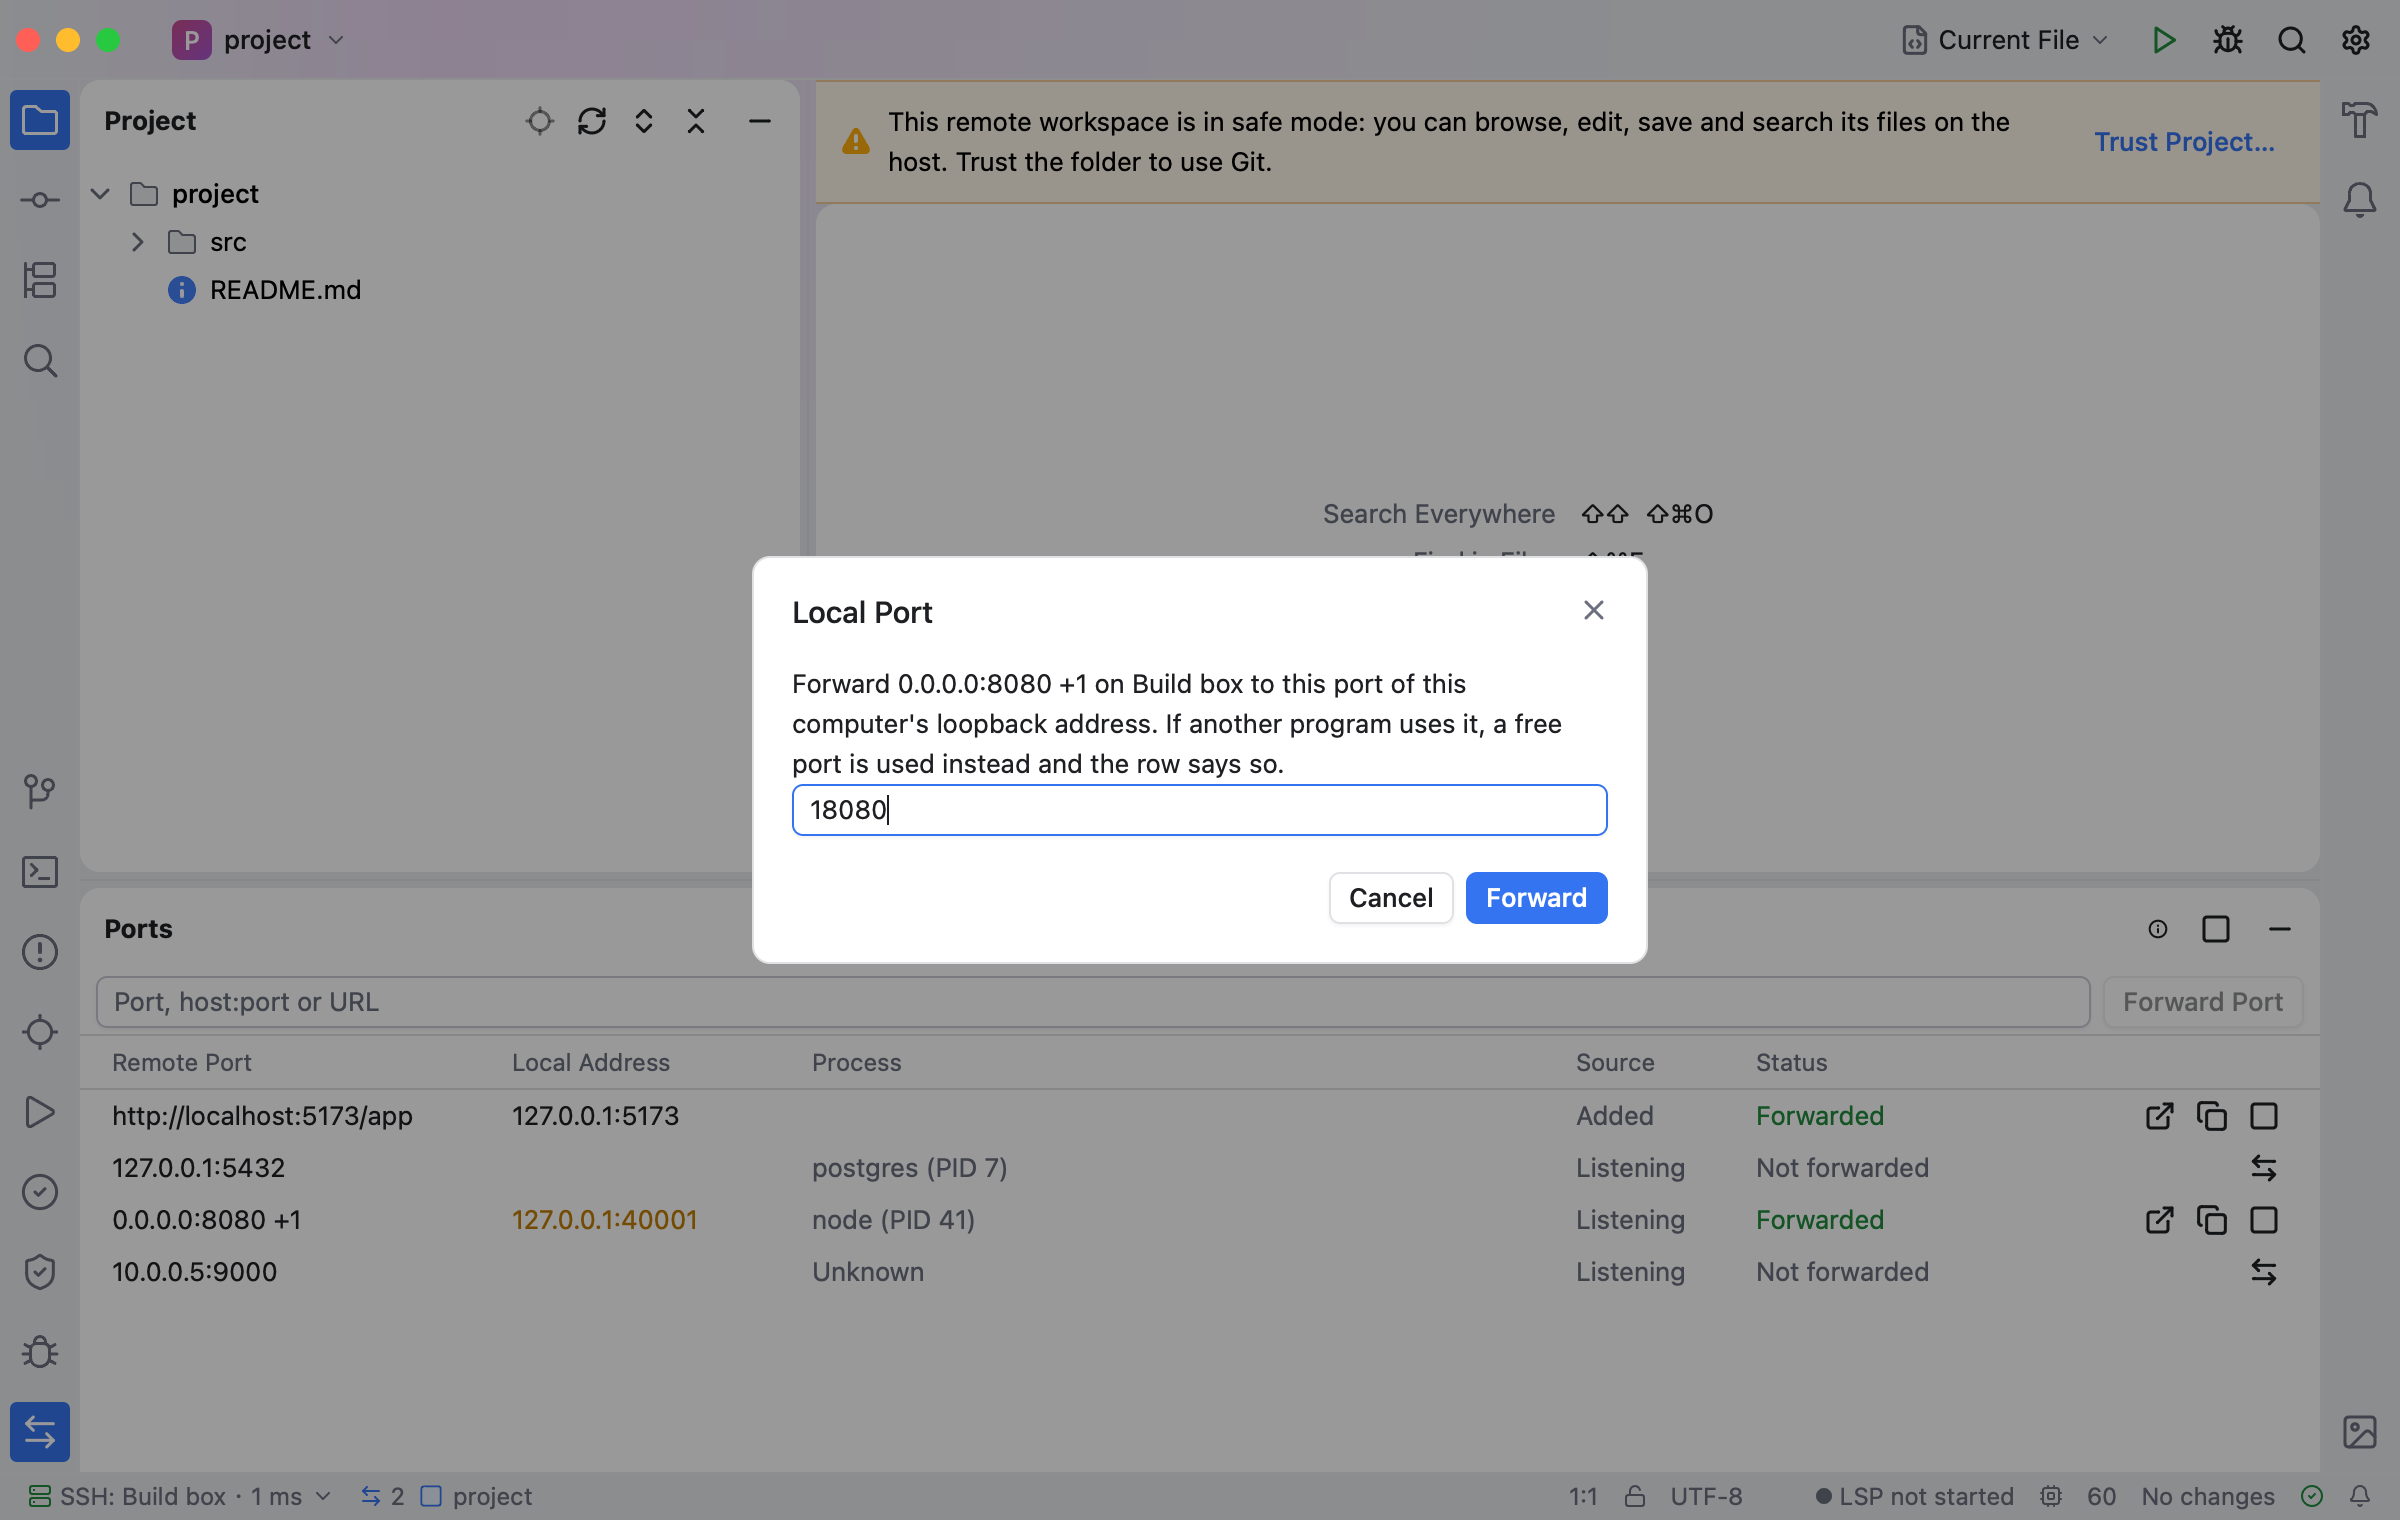 P project
Current File
Project
project
src
README.md
This remote workspace is in safe mode: you can browse, edit, save and search its files on the
host. Trust the folder to use Git.
Trust Project...
Search Everywhere ⇧⇧ ⇧⌘O
Local Port
Forward 0.0.0.0:8080 +1 on Build box to this port of this
computer's loopback address. If another program uses it, a free
port is used instead and the row says so.
18080
Cancel
Forward
Ports
Port, host:port or URL
Forward Port
Remote Port Local Address Process Source Status
http://localhost:5173/app 127.0.0.1:5173 Added Forwarded
127.0.0.1:5432 postgres (PID 7) Listening Not forwarded
0.0.0.0:8080 +1 127.0.0.1:40001 node (PID 41) Listening Forwarded
10.0.0.5:9000 Unknown Listening Not forwarded
SSH: Build box · 1 ms 2 project 1:1 UTF-8 LSP not started 60 No changes